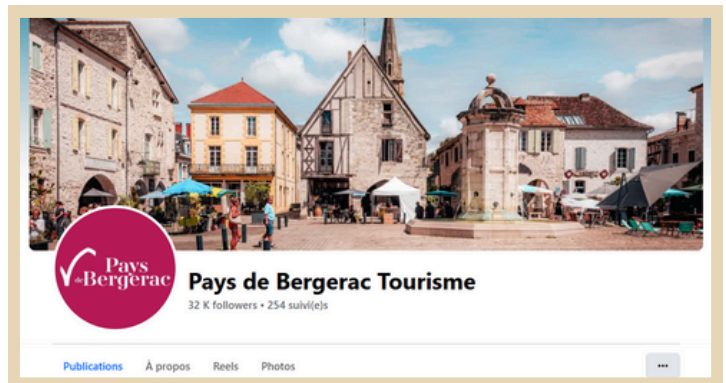 Pays
de Bergerac
Pays de Bergerac Tourisme
32 K followers • 254 suivi(e)s
Publications À propos Reels Photos